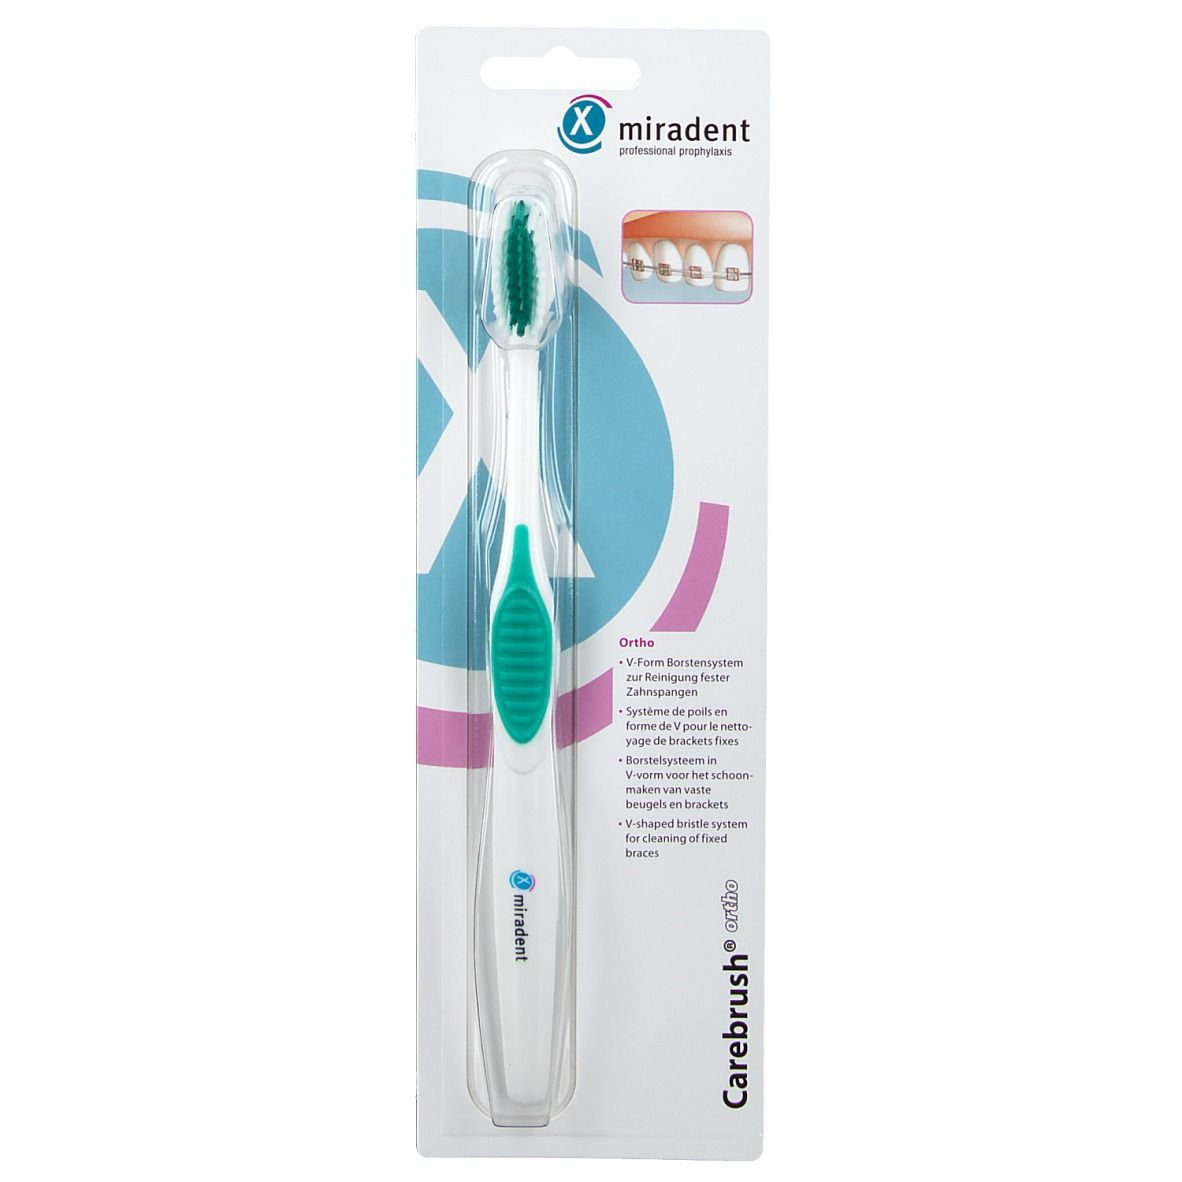 X
miradent
professional prophylaxis
Ortho
• V-Form Borstensystem
zur Reinigung fester
Zahnspangen
• Système de poils en
forme de V pour le netto-
yage de brackets fixes
• Borstelsysteem in
V-vorm voor het schoon-
maken van vaste
beugels en brackets
• V-shaped bristle system
for cleaning of fixed
braces
X miradent
Carebrush® ortho